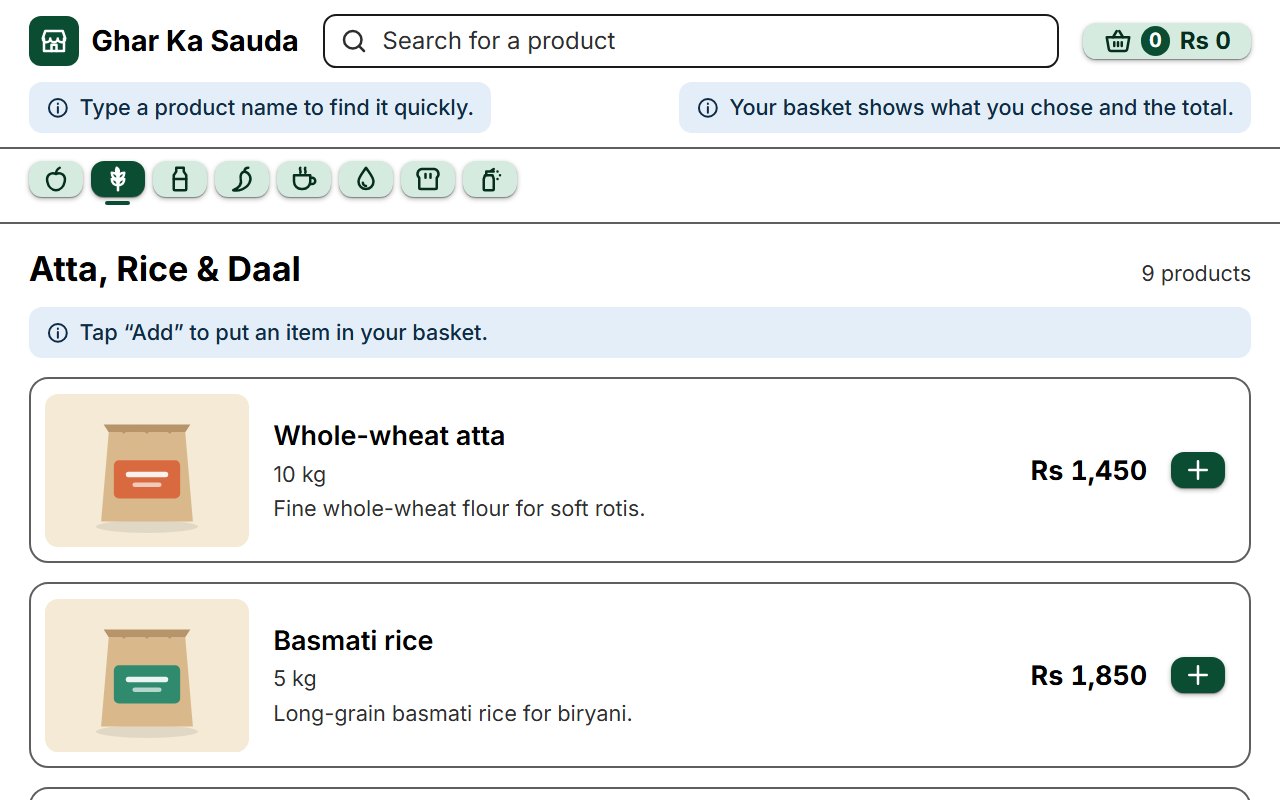 Ghar Ka Sauda
Search for a product
0 Rs 0
Type a product name to find it quickly.
Your basket shows what you chose and the total.
Atta, Rice & Daal
9 products
Tap “Add” to put an item in your basket.
Whole-wheat atta
10 kg
Fine whole-wheat flour for soft rotis.
Rs 1,450
Basmati rice
5 kg
Long-grain basmati rice for biryani.
Rs 1,850